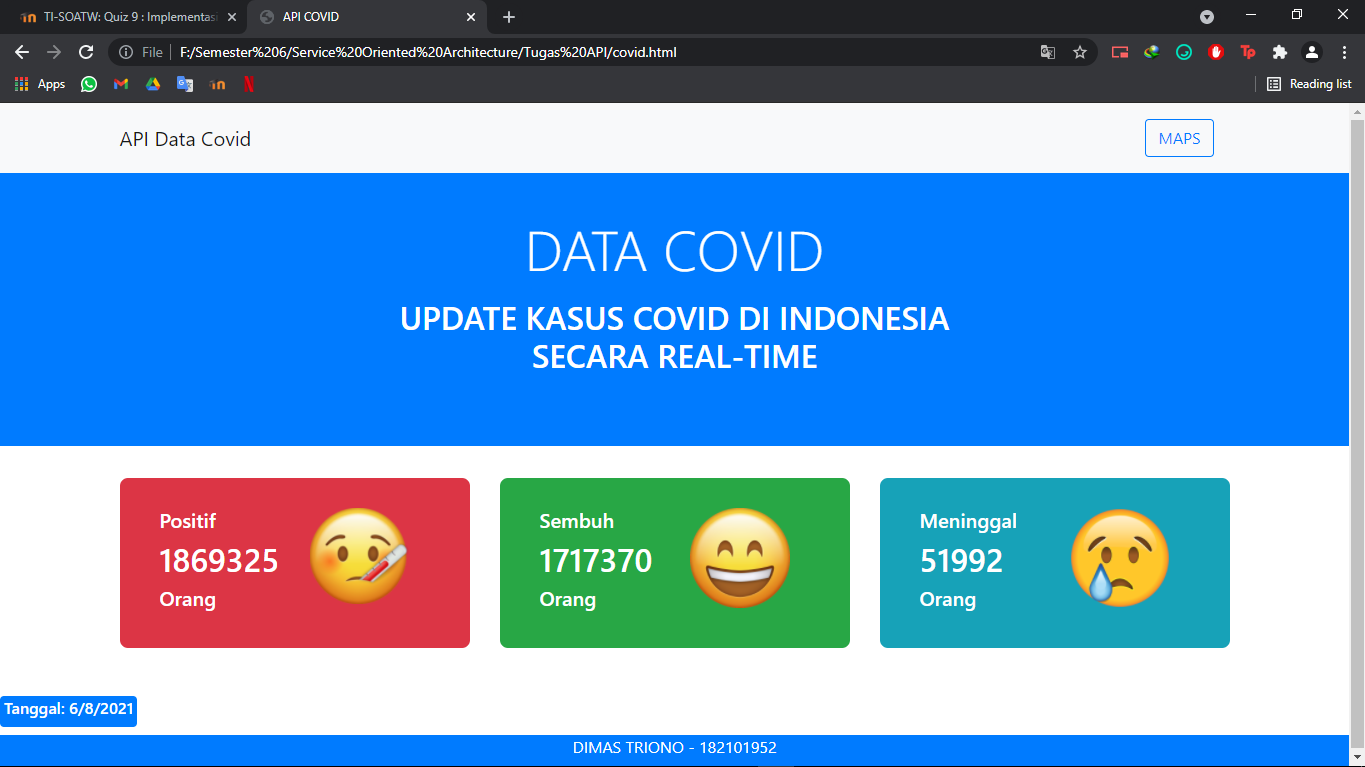 TI-SOATW: Quiz 9 : Implementasi
API COVID
File
F:/Semester%206/Service%20Oriented%20Architecture/Tugas%20API/covid.html
Apps
Reading list
API Data Covid
MAPS
DATA COVID
UPDATE KASUS COVID DI INDONESIA
SECARA REAL-TIME
Positif
1869325
Orang
Sembuh
1717370
Orang
Meninggal
51992
Orang
Tanggal: 6/8/2021
DIMAS TRIONO - 182101952